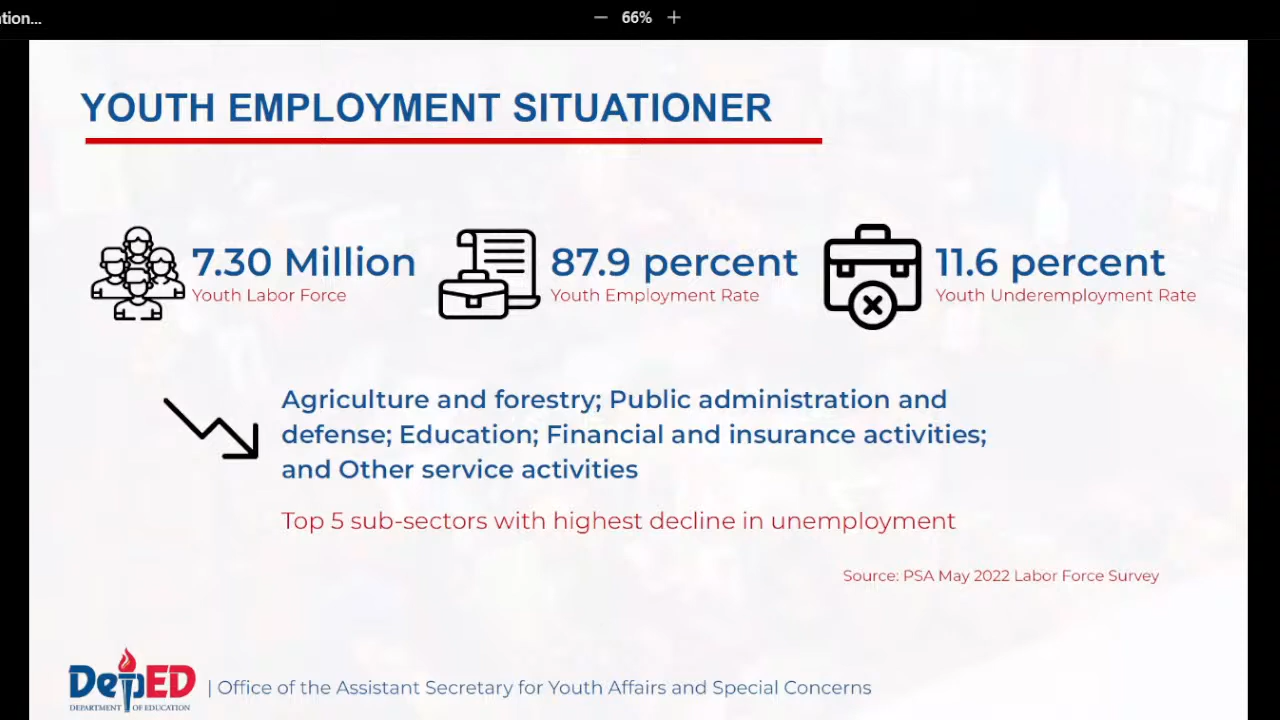 tion...
66%
YOUTH EMPLOYMENT SITUATIONER
7.30 Million
Youth Labor Force
87.9 percent
Youth Employment Rate
11.6 percent
Youth Underemployment Rate
Agriculture and forestry; Public administration and
defense; Education; Financial and insurance activities;
and Other service activities
Top 5 sub-sectors with highest decline in unemployment
Source: PSA May 2022 Labor Force Survey
DepED
DEPARTMENT OF EDUCATION
| Office of the Assistant Secretary for Youth Affairs and Special Concerns